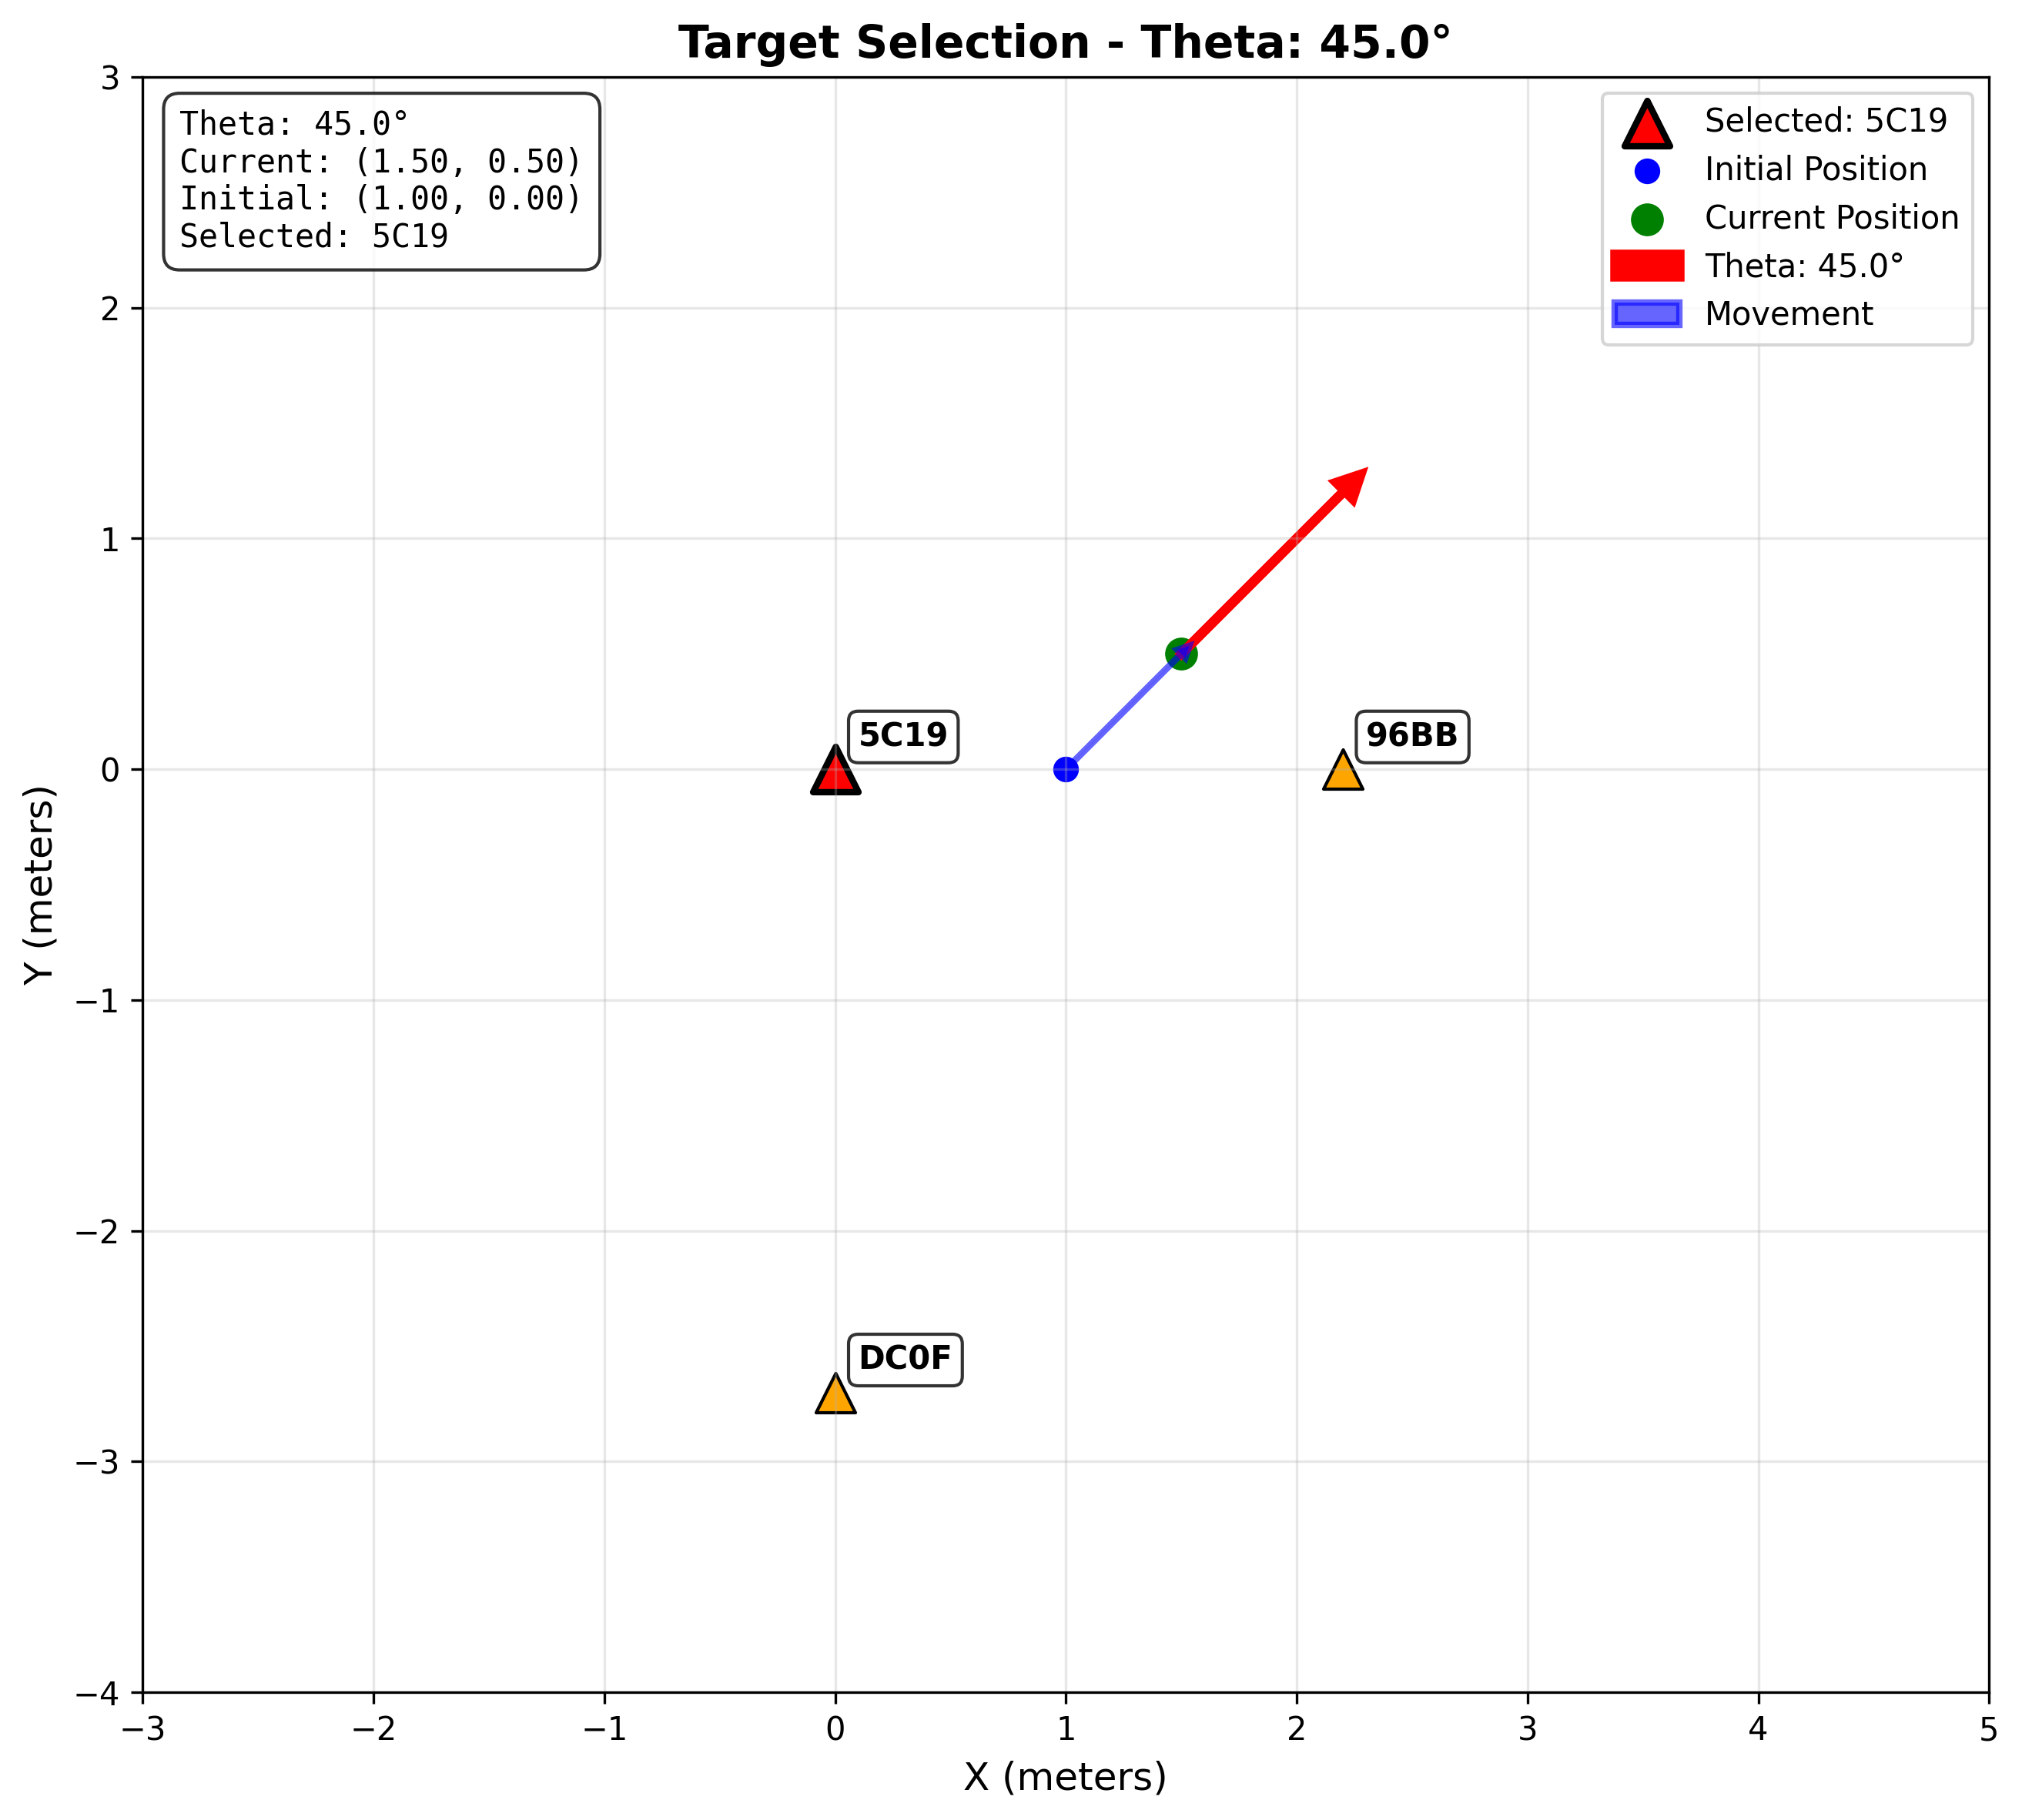 Target Selection - Theta: 45.0°
Theta: 45.0°
Current: (1.50, 0.50)
Initial: (1.00, 0.00)
Selected: 5C19
Selected: 5C19
Initial Position
Current Position
Theta: 45.0°
Movement
3
2
1
0
−1
−2
−3
−4
Y (meters)
5C19
96BB
DC0F
−3
−2
−1
0
1
2
3
4
5
X (meters)